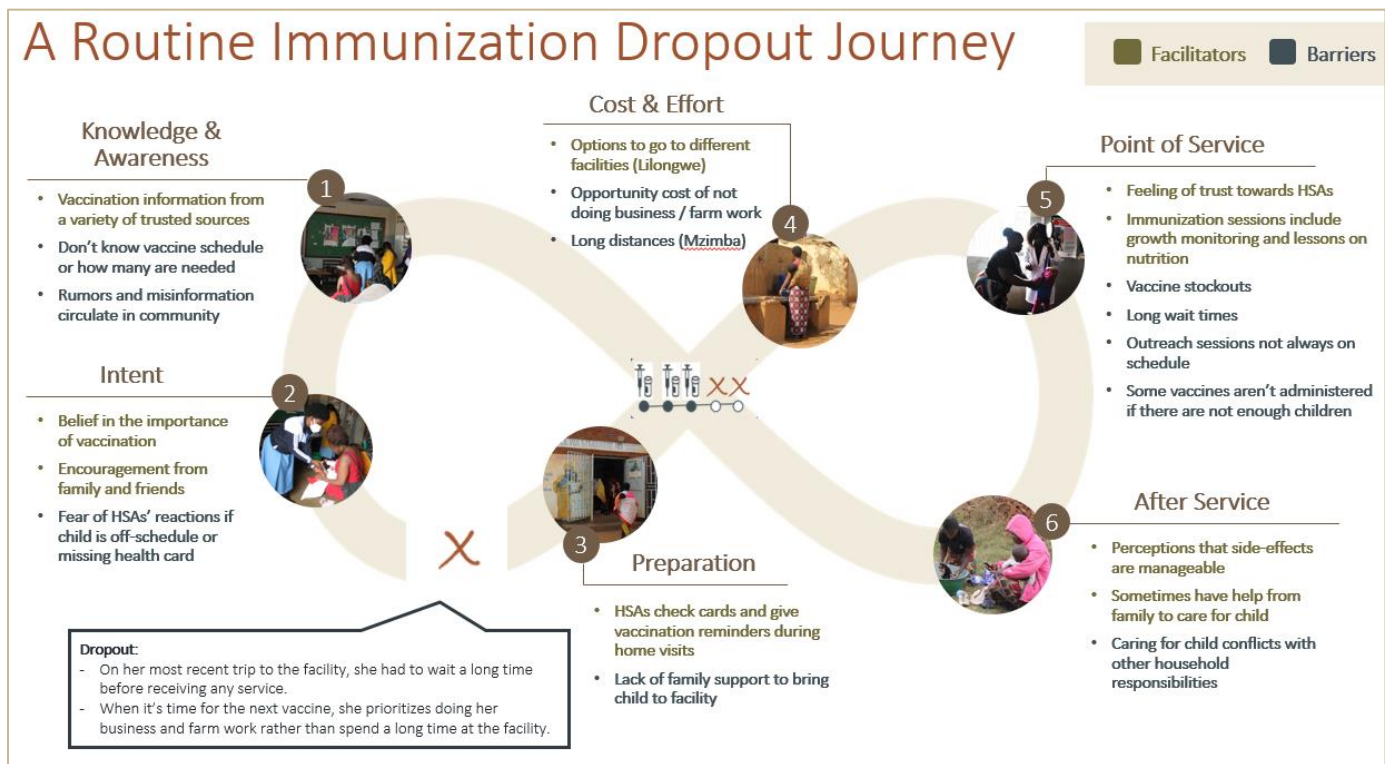 A Routine Immunization Dropout Journey
Facilitators
Barriers
Knowledge &
Awareness
• Vaccination information from
a variety of trusted sources
• Don't know vaccine schedule
or how many are needed
• Rumors and misinformation
circulate in community
1
Intent
2
• Belief in the importance
of vaccination
• Encouragement from
family and friends
• Fear of HSAs' reactions if
child is off-schedule or
missing health card
X
Dropout:
- On her most recent trip to the facility, she had to wait a long time
before receiving any service.
- When it's time for the next vaccine, she prioritizes doing her
business and farm work rather than spend a long time at the facility.
3
Preparation
• HSAs check cards and give
vaccination reminders during
home visits
• Lack of family support to bring
child to facility
Cost & Effort
• Options to go to different
facilities (Lilongwe)
• Opportunity cost of not
doing business / farm work
• Long distances (Mzimba)
4
X X
Point of Service
5
• Feeling of trust towards HSAs
• Immunization sessions include
growth monitoring and lessons on
nutrition
• Vaccine stockouts
• Long wait times
• Outreach sessions not always on
schedule
• Some vaccines aren't administered
if there are not enough children
After Service
6
• Perceptions that side-effects
are manageable
• Sometimes have help from
family to care for child
• Caring for child conflicts with
other household
responsibilities